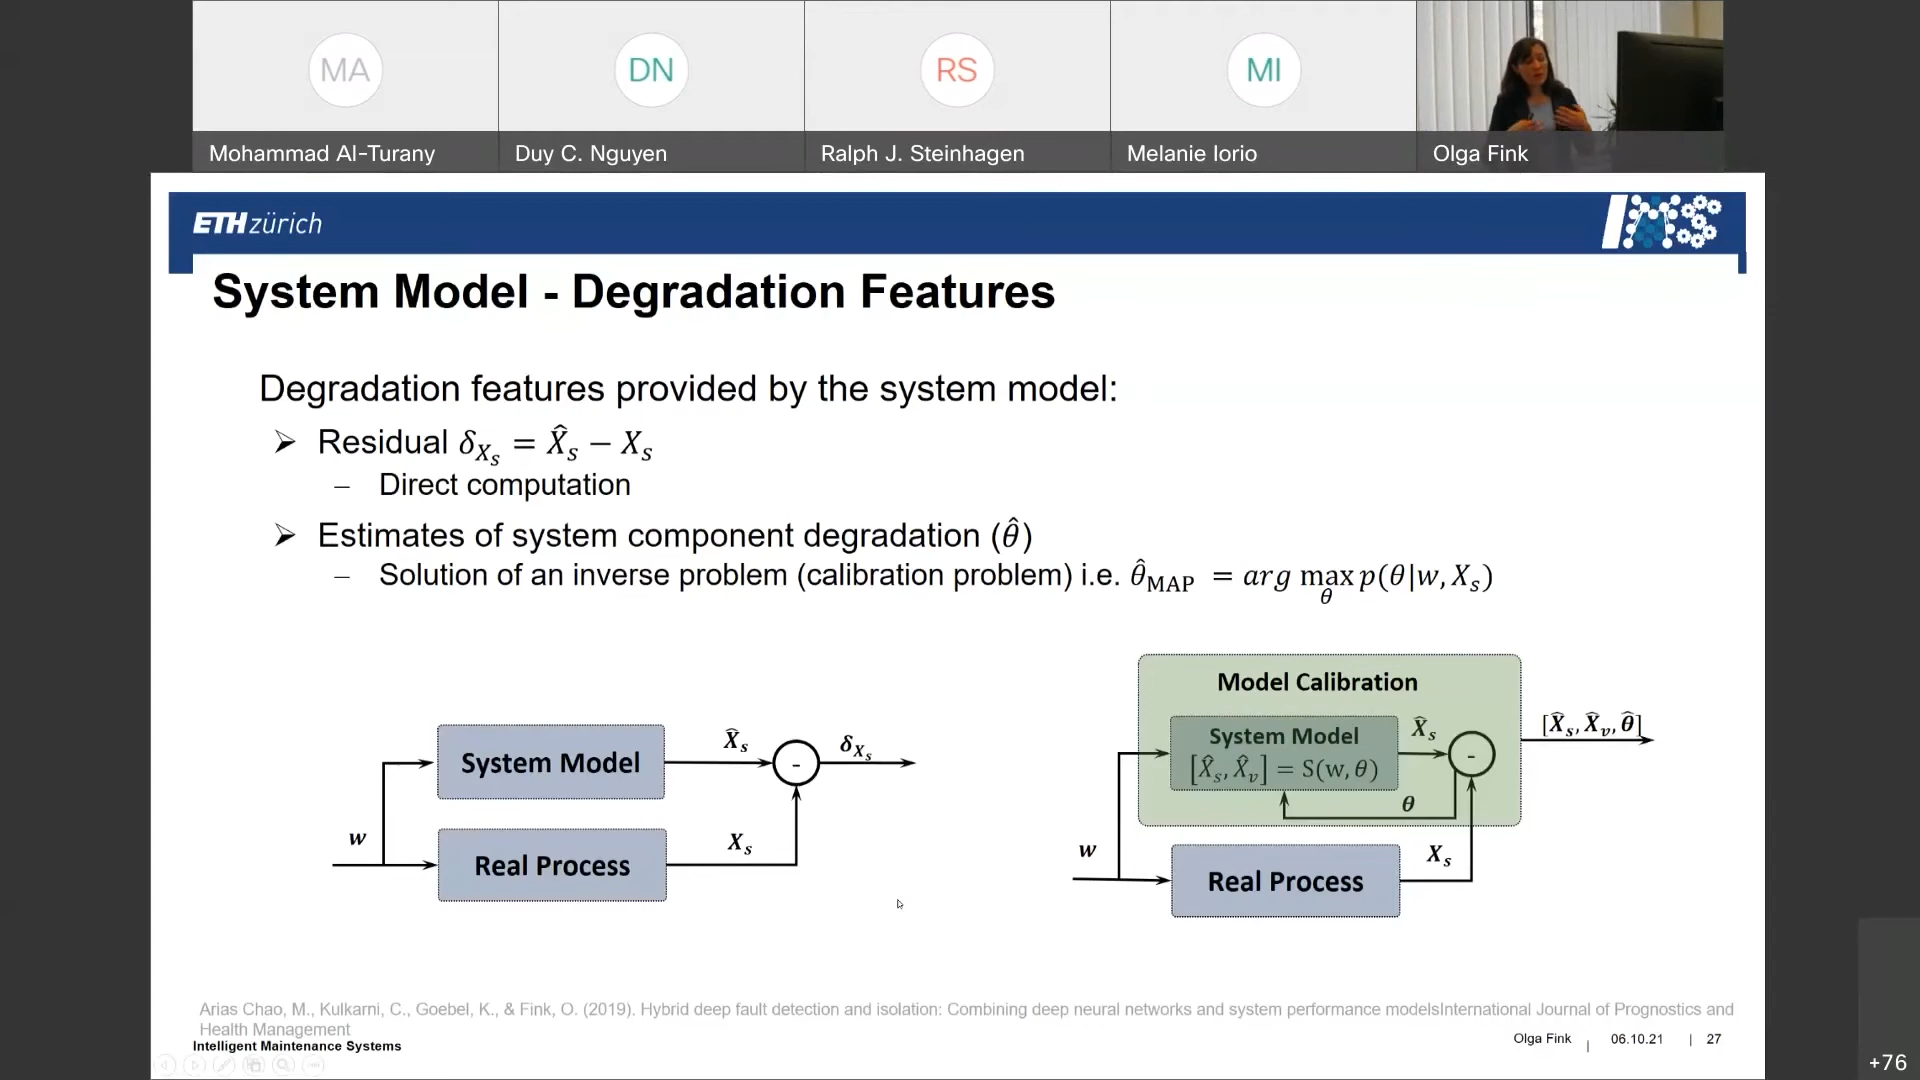 MA
DN
RS
MI
Mohammad Al-Turany
Duy C. Nguyen
Ralph J. Steinhagen
Melanie Iorio
Olga Fink
ETH zürich
IMS
System Model - Degradation Features
Degradation features provided by the system model:
➢ Residual δ_{X_s} = X̂_s − X_s
– Direct computation
➢ Estimates of system component degradation (θ̂)
– Solution of an inverse problem (calibration problem) i.e. θ̂_MAP = arg max_θ p(θ|w, X_s)
System Model
X̂_s
-
δ_{X_s}
w
Real Process
X_s
Model Calibration
System Model
[X̂_s, X̂_v] = S(w, θ)
X̂_s
-
θ
[X̂_s, X̂_v, θ̂]
w
Real Process
X_s
Arias Chao, M., Kulkarni, C., Goebel, K., & Fink, O. (2019). Hybrid deep fault detection and isolation: Combining deep neural networks and system performance modelsInternational Journal of Prognostics and
Health Management
Intelligent Maintenance Systems
Olga Fink | 06.10.21 | 27
+76